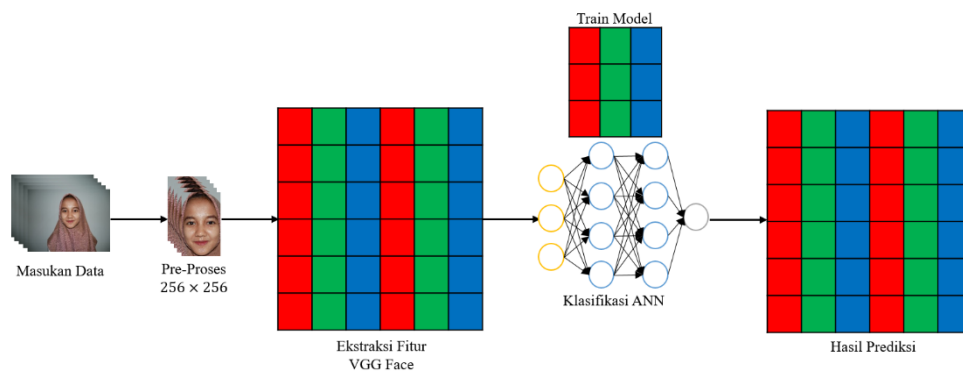 Train Model
Masukan Data
Pre-Proses
256 × 256
Ekstraksi Fitur
VGG Face
Klasifikasi ANN
Hasil Prediksi